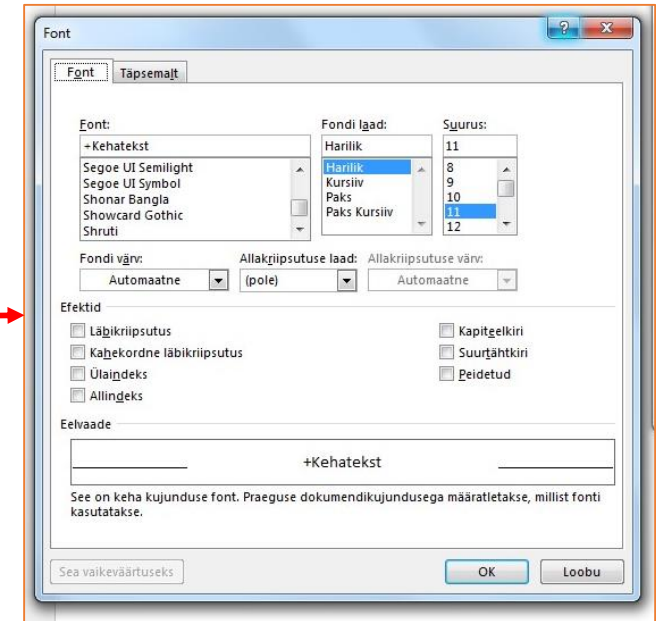 Font
Font Täpsemalt
Font: Fondi laad: Suurus:
+Kehatekst Harilik 11
Segoe UI Semilight Harilik 8
Segoe UI Symbol Kursiiv 9
Shonar Bangla Paks 10
Showcard Gothic Paks Kursiiv 11
Shruti 12
Fondi värv: Allakriipsutuse laad: Allakriipsutuse värv:
Automaatne (pole) Automaatne
Efektid
Läbikriipsutus Kapiteelkiri
Kahekordne läbikriipsutus Suurtähtkiri
Ülaindeks Peidetud
Allindeks
Eelvaade
+Kehatekst
See on keha kujunduse font. Praeguse dokumendikujundusega määratletakse, millist fonti
kasutatakse.
Sea vaikeväärtuseks OK Loobu